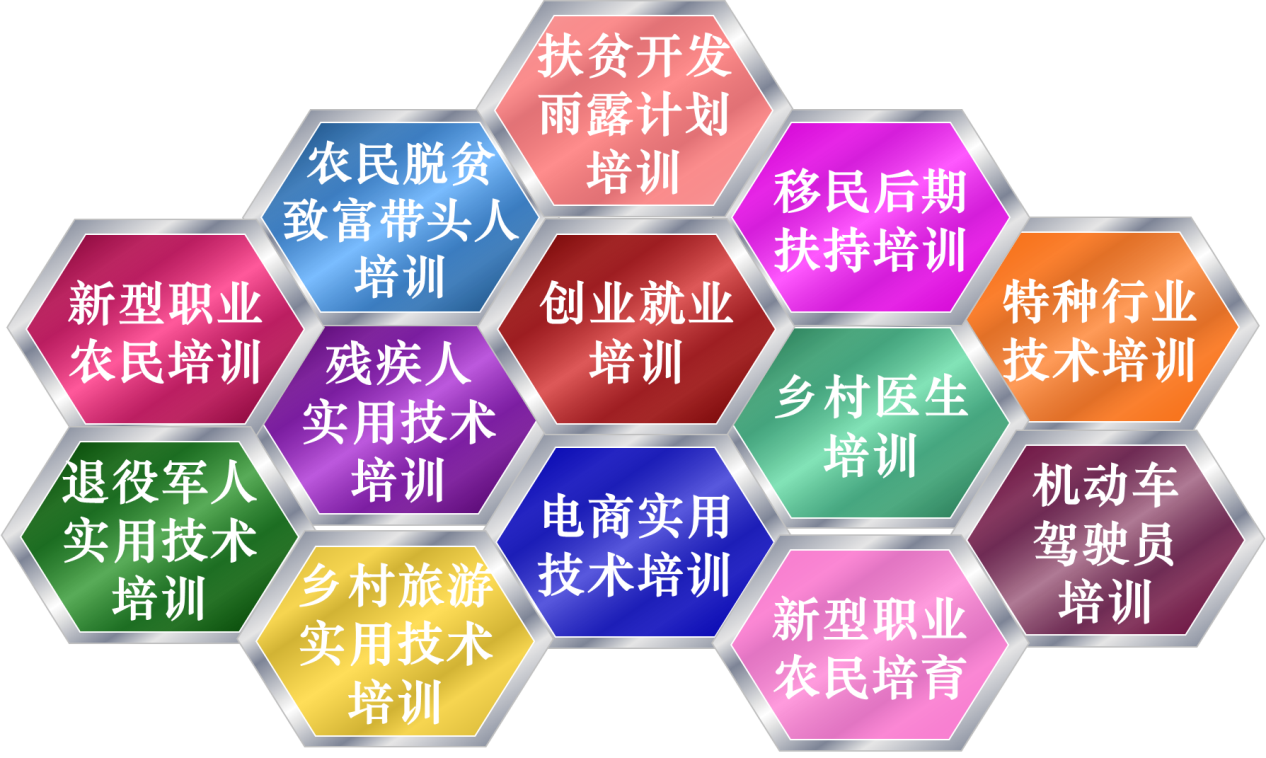 扶贫开发
雨露计划
培训
农民脱贫
致富带头人
培训
移民后期
扶持培训
新型职业
农民培训
创业就业
培训
特种行业
技术培训
残疾人
实用技术
培训
乡村医生
培训
退役军人
实用技术
培训
电商实用
技术培训
机动车
驾驶员
培训
乡村旅游
实用技术
培训
新型职业
农民培育